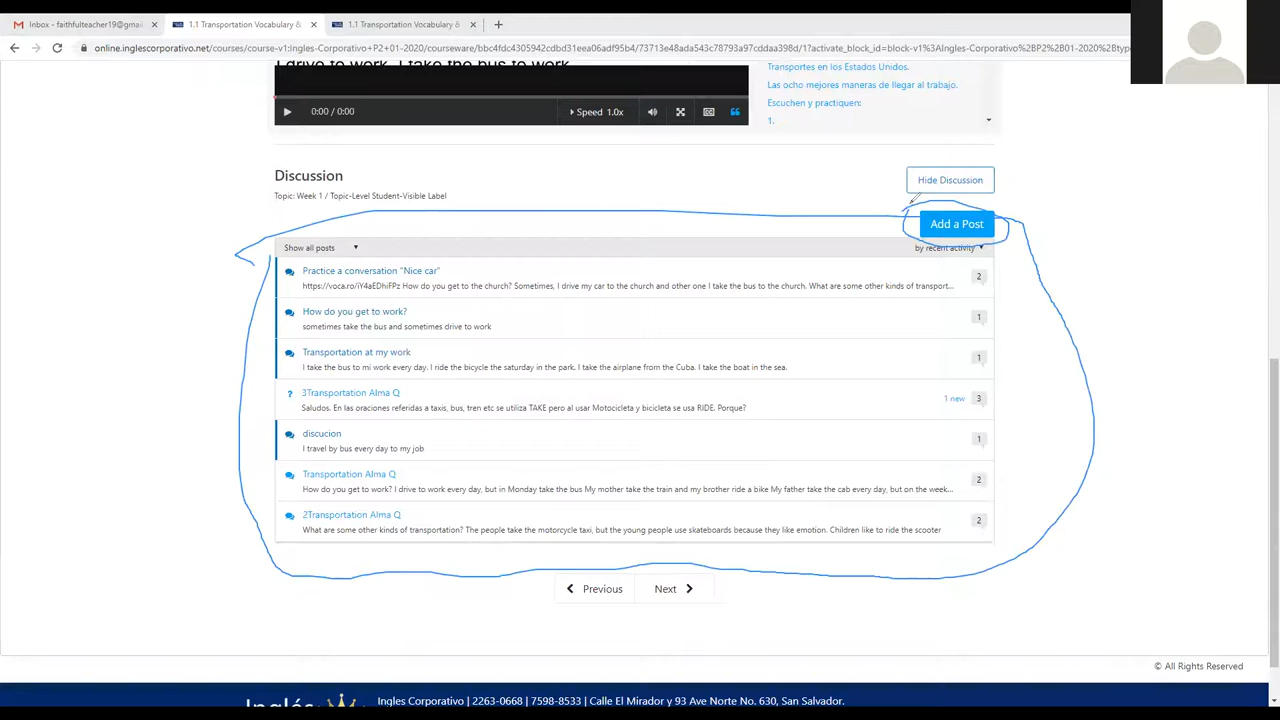 Inbox - faithfulteacher19@gmai
1.1 Transportation Vocabulary &
1.1 Transportation Vocabulary &
online.inglescorporativo.net/courses/course-v1:Ingles-Corporativo+P2+01-2020/courseware/bbc4fdc4305942cdbd31eea06adf95b4/73713e48ada543c78793a97cddaa398d/1?activate_block_id=block-v1%3AIngles-Corporativo%2BP2%2B01-2020%2Btype
I drive to work. I take the bus to work.
Transportes en los Estados Unidos.
Las ocho mejores maneras de llegar al trabajo.
Escuchen y practiquen:
1.
0:00 / 0:00
Speed 1.0x
Discussion
Hide Discussion
Topic: Week 1 / Topic-Level Student-Visible Label
Add a Post
Show all posts
by recent activity
Practice a conversation "Nice car"
2
https://voca.ro/iY4aEDhiFPz How do you get to the church? Sometimes, I drive my car to the church and other one I take the bus to the church. What are some other kinds of transport...
How do you get to work?
1
sometimes take the bus and sometimes drive to work
Transportation at my work
1
I take the bus to mi work every day. I ride the bicycle the saturday in the park. I take the airplane from the Cuba. I take the boat in the sea.
3Transportation Alma Q
1 new
3
Saludos. En las oraciones referidas a taxis, bus, tren etc se utiliza TAKE pero al usar Motocicleta y bicicleta se usa RIDE. Porque?
discucion
1
I travel by bus every day to my job
Transportation Alma Q
2
How do you get to work? I drive to work every day, but in Monday take the bus My mother take the train and my brother ride a bike My father take the cab every day, but on the week...
2Transportation Alma Q
2
What are some other kinds of transportation? The people take the motorcycle taxi, but the young people use skateboards because they like emotion. Children like to ride the scooter
Previous
Next
© All Rights Reserved
Inglés
Ingles Corporativo | 2263-0668 | 7598-8533 | Calle El Mirador y 93 Ave Norte No. 630, San Salvador.